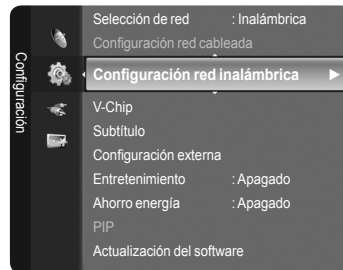 Configuración
Selección de red : Inalámbrica
Configuración red cableada
Configuración red inalámbrica
V-Chip
Subtítulo
Configuración externa
Entretenimiento : Apagado
Ahorro energía : Apagado
PIP
Actualización del software